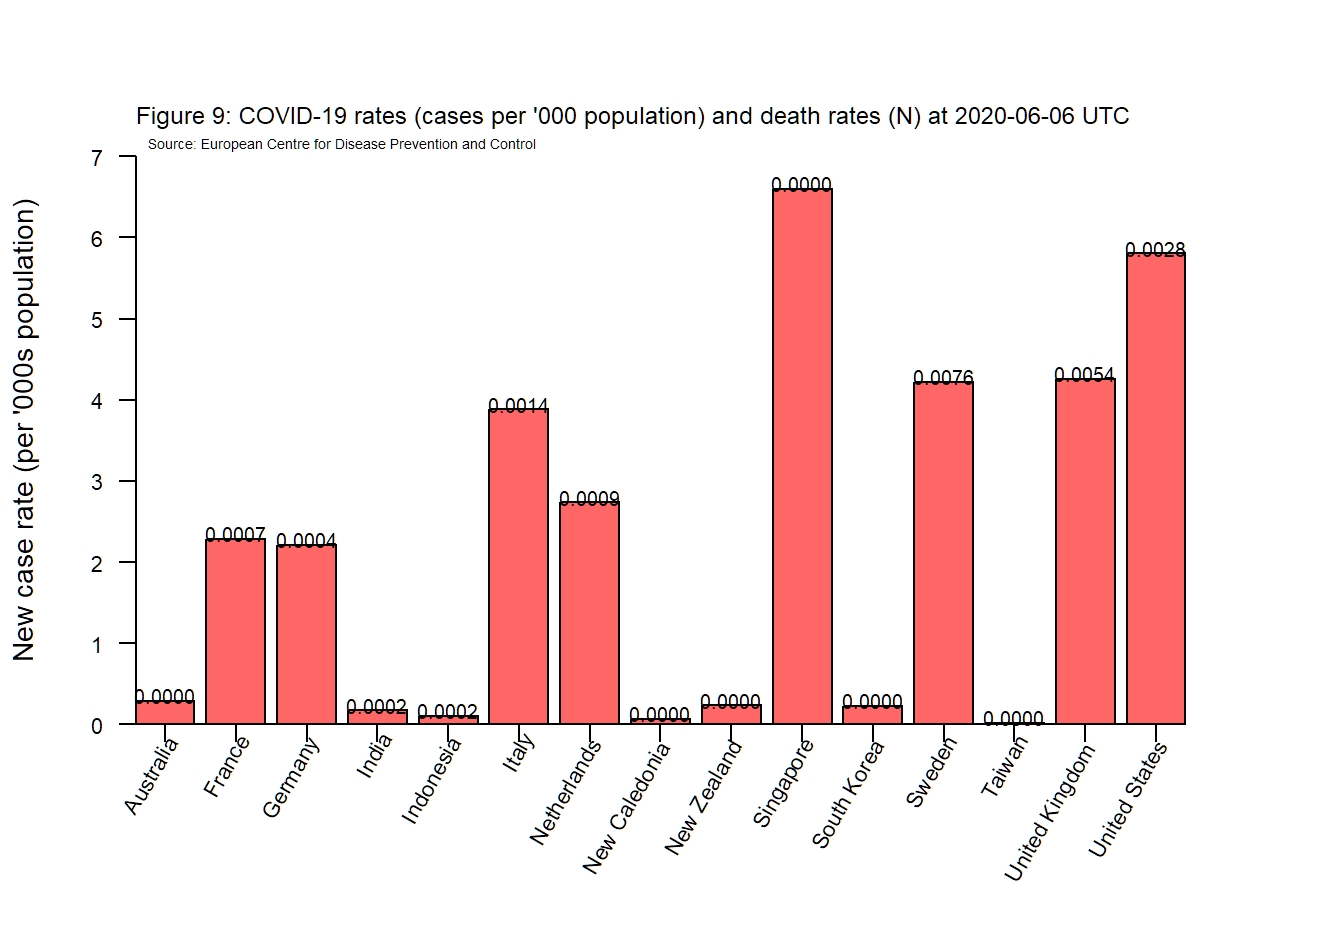 Figure 9: COVID-19 rates (cases per '000 population) and death rates (N) at 2020-06-06 UTC
Source: European Centre for Disease Prevention and Control
New case rate (per '000s population)
7
6
5
4
3
2
1
0
0.0000
0.0007
0.0004
0.0002
0.0002
0.0014
0.0009
0.0000
0.0000
0.0000
0.0000
0.0076
0.0000
0.0054
0.0028
Australia
France
Germany
India
Indonesia
Italy
Netherlands
New Caledonia
New Zealand
Singapore
South Korea
Sweden
Taiwan
United Kingdom
United States